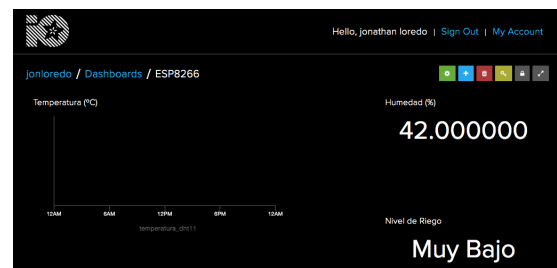 Hello, jonathan loredo | Sign Out | My Account
jonloredo / Dashboards / ESP8266
Temperatura (ºC)
12AM 6AM 12PM 6PM 12AM
temperatura_dht11
Humedad (%)
42.000000
Nivel de Riego
Muy Bajo